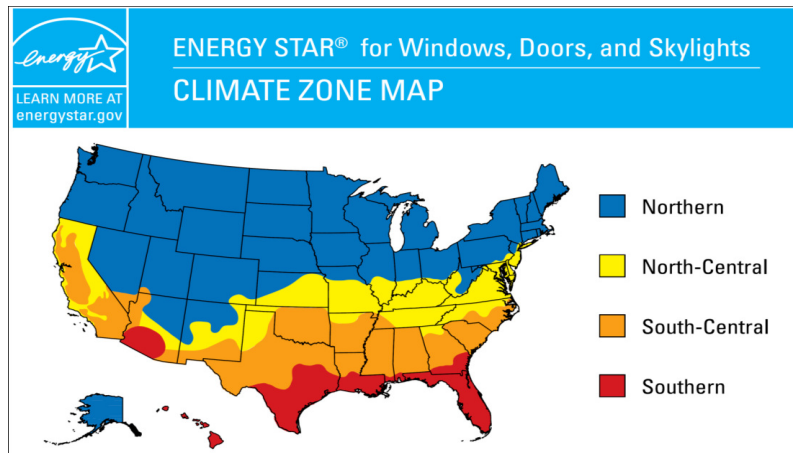 energy
LEARN MORE AT
energystar.gov
ENERGY STAR® for Windows, Doors, and Skylights
CLIMATE ZONE MAP
Northern
North-Central
South-Central
Southern